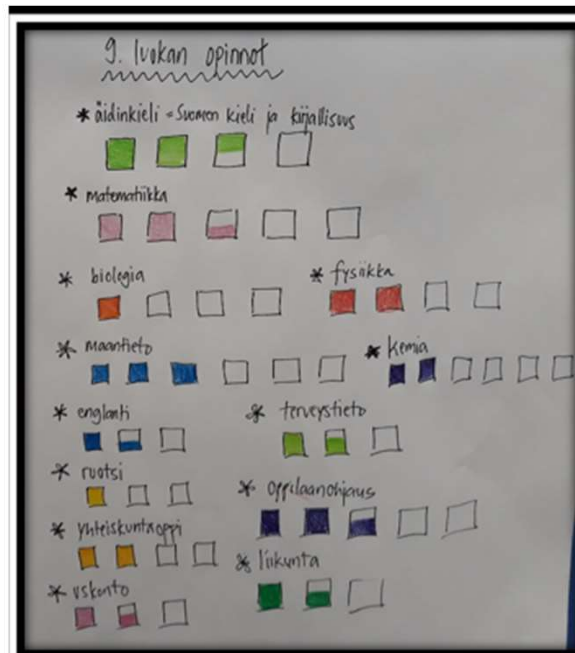 9. luokan opinnot
* äidinkieli = Suomen kieli ja kirjallisuus
* matematiikka
* biologia * fysiikka
* maantieto * kemia
* englanti * terveystieto
* ruotsi
* oppilaanohjaus
* yhteiskuntaoppi
* liikunta
* uskonto